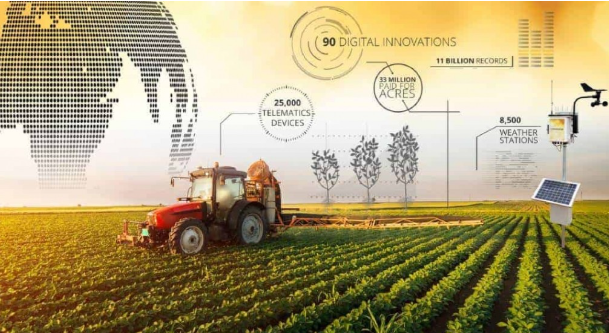 90 DIGITAL INNOVATIONS
11 BILLION RECORDS
33 MILLION
PAID FOR
ACRES
25,000
TELEMATICS
DEVICES
8,500
WEATHER
STATIONS